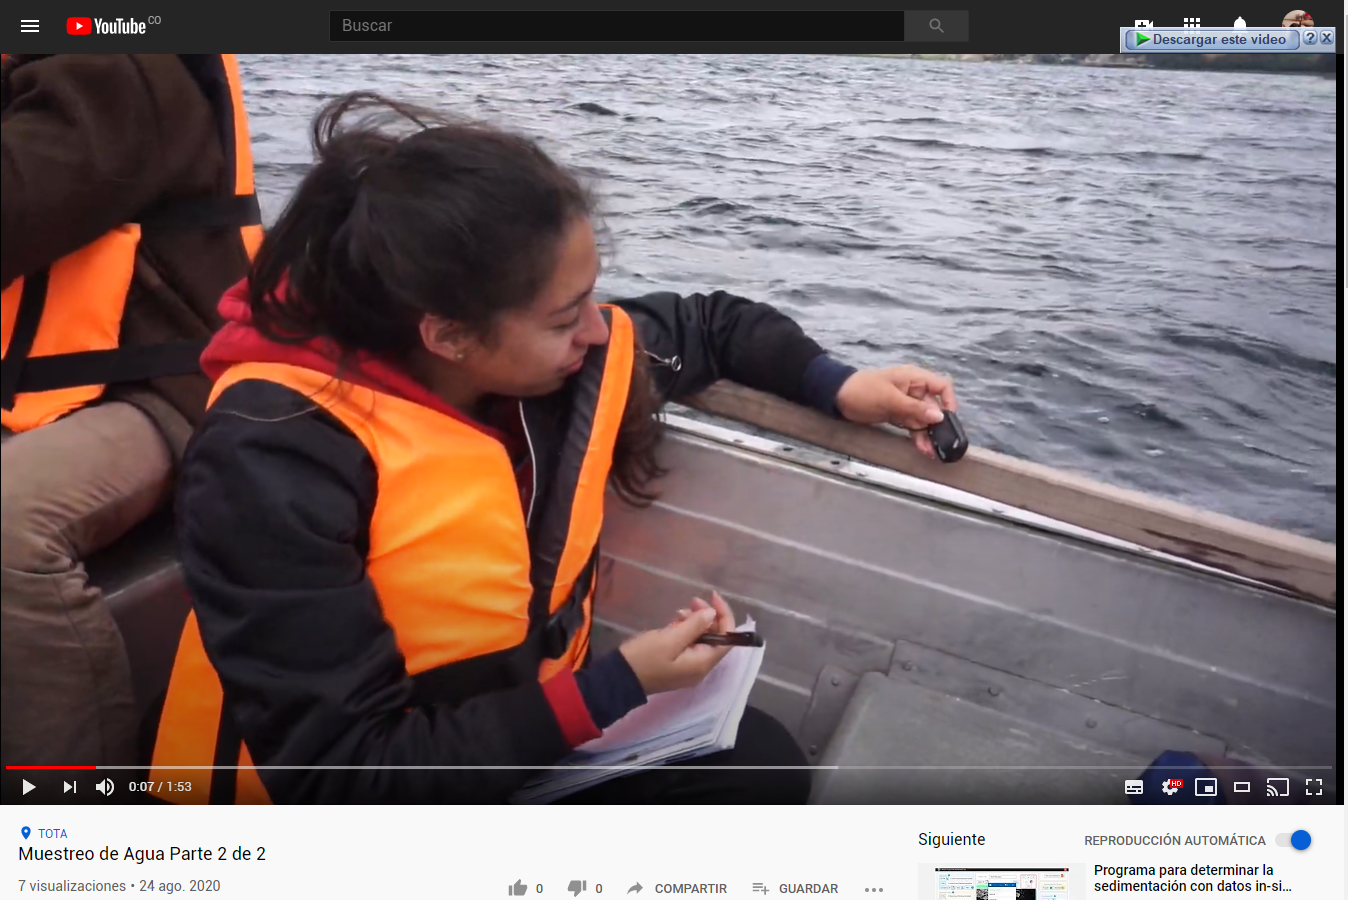 YouTube CO
Buscar
Descargar este video ? X
0:07 / 1:53
HD
TOTA
Muestreo de Agua Parte 2 de 2
7 visualizaciones • 24 ago. 2020
0
0
COMPARTIR
GUARDAR
Siguiente
REPRODUCCIÓN AUTOMÁTICA
Programa para determinar la
sedimentación con datos in-si...